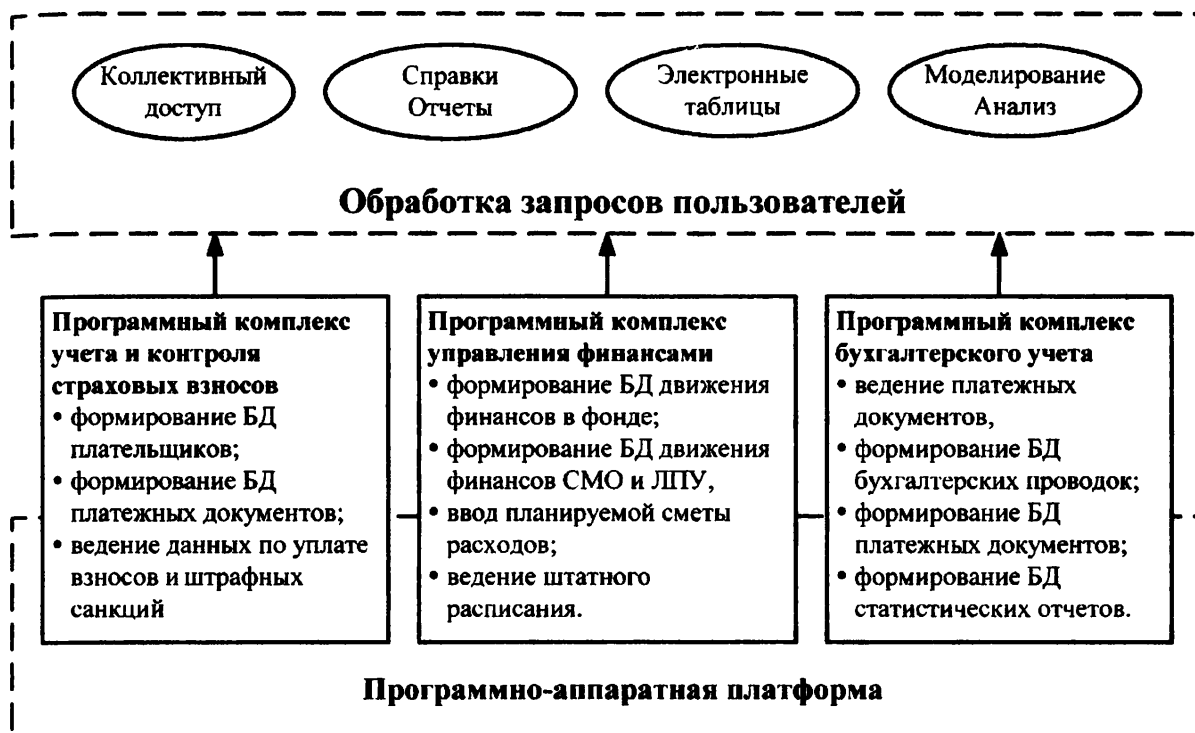 Коллективный
доступ
Справки
Отчеты
Электронные
таблицы
Моделирование
Анализ
Обработка запросов пользователей
Программный комплекс
учета и контроля
страховых взносов
• формирование БД
плательщиков;
• формирование БД
платежных документов;
• ведение данных по уплате
взносов и штрафных
санкций
Программный комплекс
управления финансами
• формирование БД движения
финансов в фонде;
• формирование БД движения
финансов СМО и ЛПУ,
• ввод планируемой сметы
расходов;
• ведение штатного
расписания.
Программный комплекс
бухгалтерского учета
• ведение платежных
документов,
• формирование БД
бухгалтерских проводок;
• формирование БД
платежных документов;
• формирование БД
статистических отчетов.
Программно-аппаратная платформа